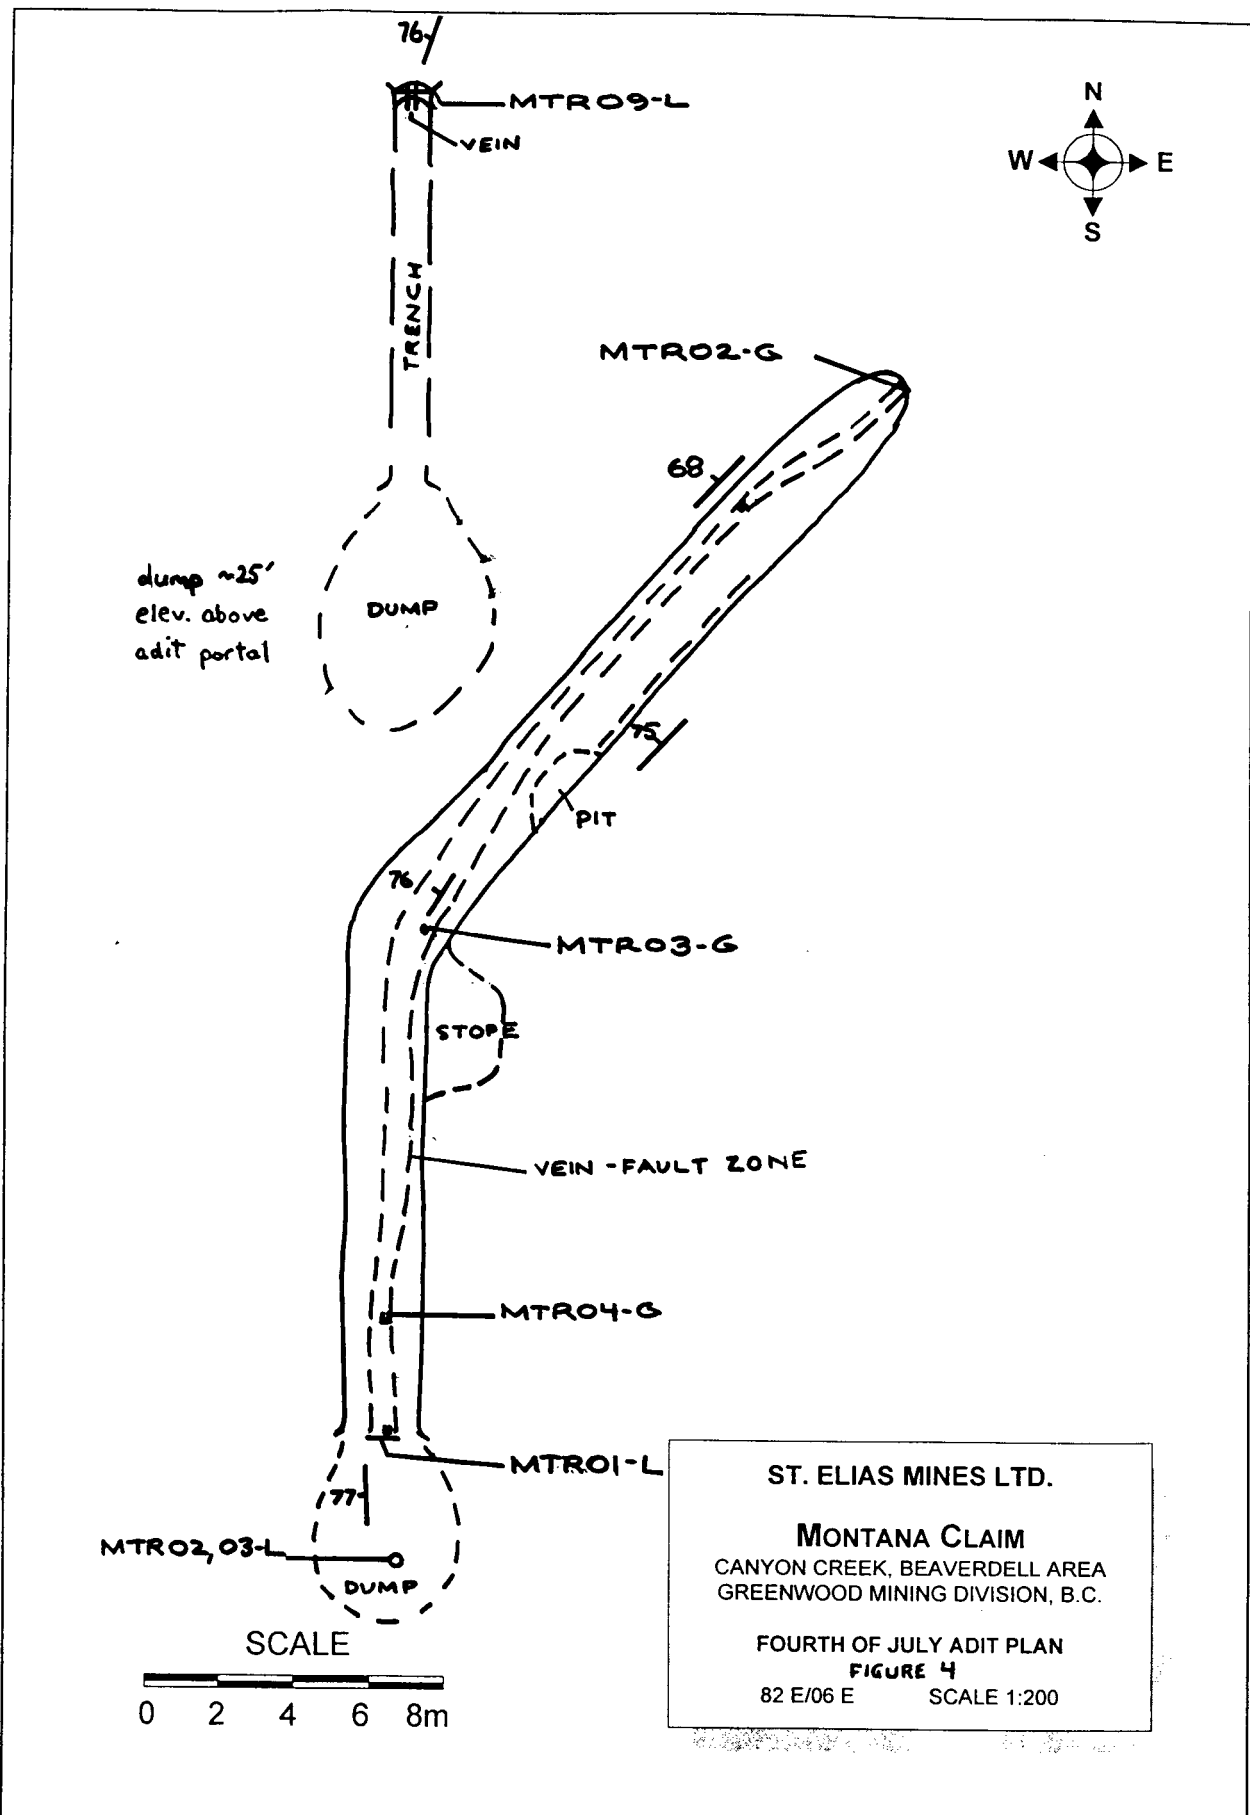 76
MTR09-L
VEIN
N
W E
S
TRENCH
MTR02-G
68
dump ~25'
elev. above
adit portal
DUMP
75
PIT
76
MTR03-G
STOPE
VEIN - FAULT ZONE
MTR04-G
MTR01-L
77
MTR02,03-L
DUMP
SCALE
0 2 4 6 8m
ST. ELIAS MINES LTD.
MONTANA CLAIM
CANYON CREEK, BEAVERDELL AREA
GREENWOOD MINING DIVISION, B.C.
FOURTH OF JULY ADIT PLAN
FIGURE 4
82 E/06 E SCALE 1:200